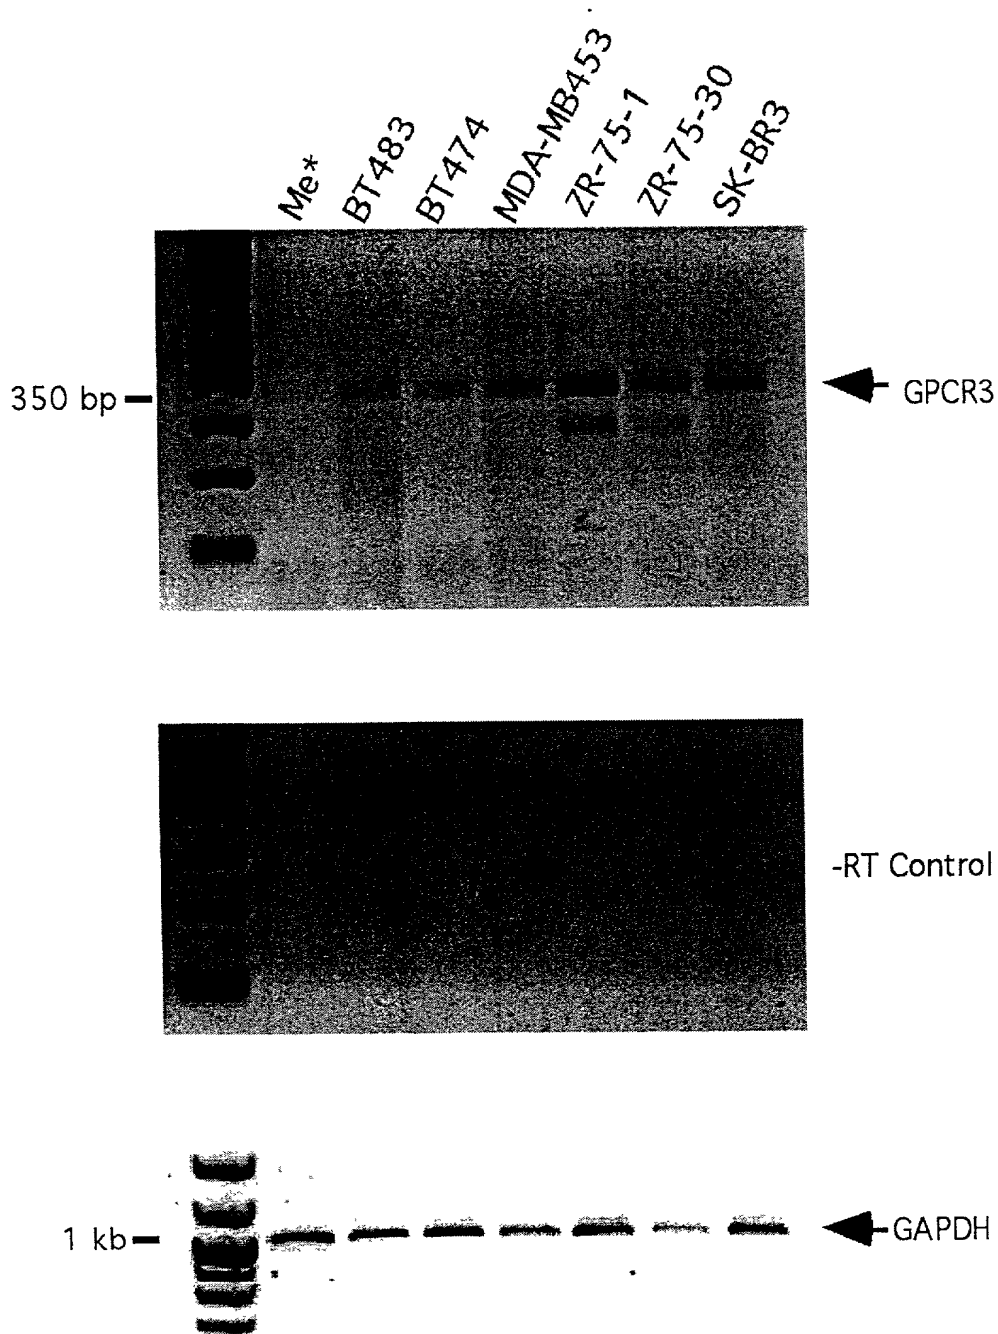 Me* BT483 BT474 MDA-MB453 ZR-75-1 ZR-75-30 SK-BR3
350 bp
GPCR3
-RT Control
1 kb
GAPDH